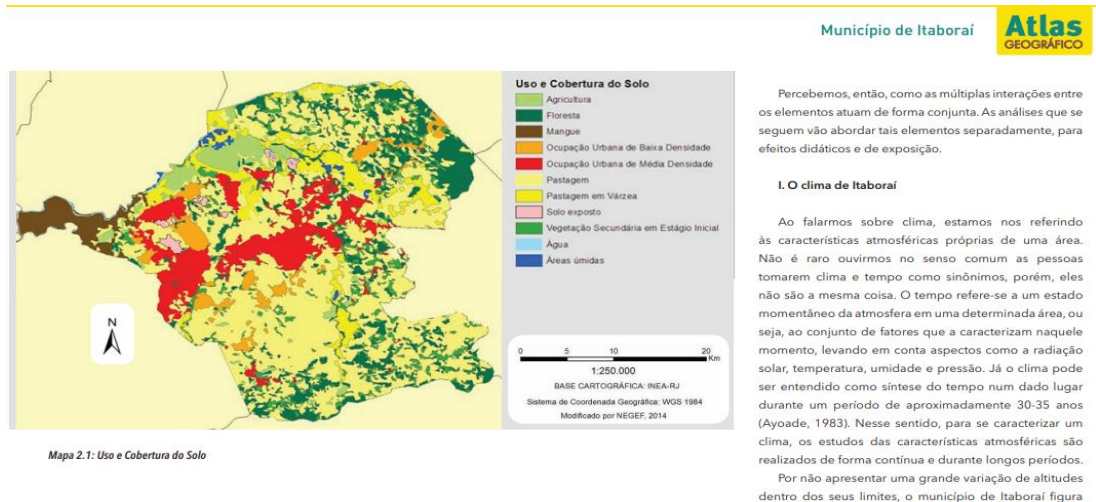 Município de Itaboraí
Atlas
GEOGRÁFICO
Uso e Cobertura do Solo
Agricultura
Floresta
Mangue
Ocupação Urbana de Baixa Densidade
Ocupação Urbana de Média Densidade
Pastagem
Pastagem em Várzea
Solo exposto
Vegetação Secundária em Estágio Inicial
Água
Áreas úmidas
N
0 5 10 20
Km
1:250.000
BASE CARTOGRÁFICA: INEA-RJ
Sistema de Coordenada Geográfica: WGS 1984
Modificado por NEGEF, 2014
Mapa 2.1: Uso e Cobertura do Solo
Percebemos, então, como as múltiplas interações entre
os elementos atuam de forma conjunta. As análises que se
seguem vão abordar tais elementos separadamente, para
efeitos didáticos e de exposição.
I. O clima de Itaboraí
Ao falarmos sobre clima, estamos nos referindo
às características atmosféricas próprias de uma área.
Não é raro ouvirmos no senso comum as pessoas
tomarem clima e tempo como sinônimos, porém, eles
não são a mesma coisa. O tempo refere-se a um estado
momentâneo da atmosfera em uma determinada área, ou
seja, ao conjunto de fatores que a caracterizam naquele
momento, levando em conta aspectos como a radiação
solar, temperatura, umidade e pressão. Já o clima pode
ser entendido como síntese do tempo num dado lugar
durante um período de aproximadamente 30-35 anos
(Ayoade, 1983). Nesse sentido, para se caracterizar um
clima, os estudos das características atmosféricas são
realizados de forma contínua e durante longos períodos.
Por não apresentar uma grande variação de altitudes
dentro dos seus limites, o município de Itaboraí figura